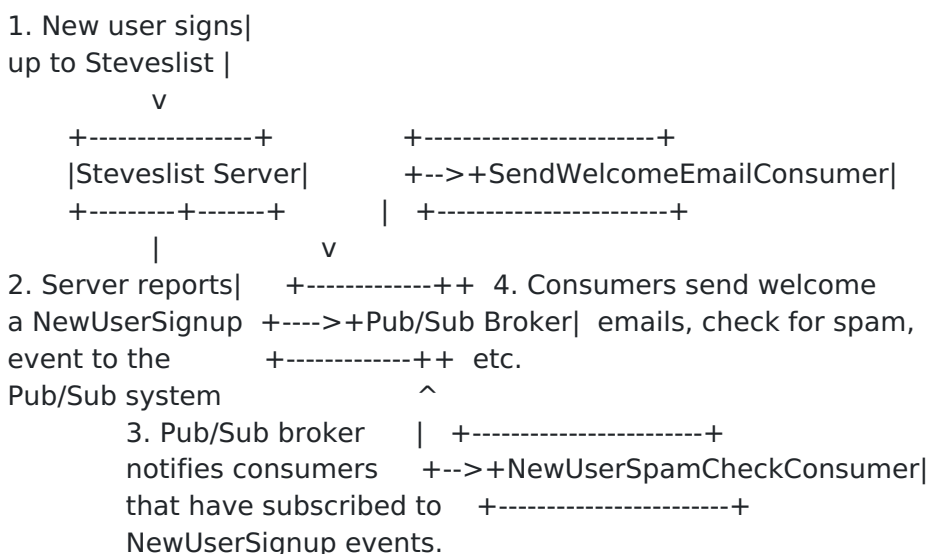 1. New user signs|
up to Steveslist |
v
+-----------------+ +------------------------+
|Steveslist Server| +-->+SendWelcomeEmailConsumer|
+---------+-------+ | +------------------------+
| v
2. Server reports| +-------------++ 4. Consumers send welcome
a NewUserSignup +---->+Pub/Sub Broker| emails, check for spam,
event to the +-------------++ etc.
Pub/Sub system ^
3. Pub/Sub broker | +------------------------+
notifies consumers +-->+NewUserSpamCheckConsumer|
that have subscribed to +------------------------+
NewUserSignup events.